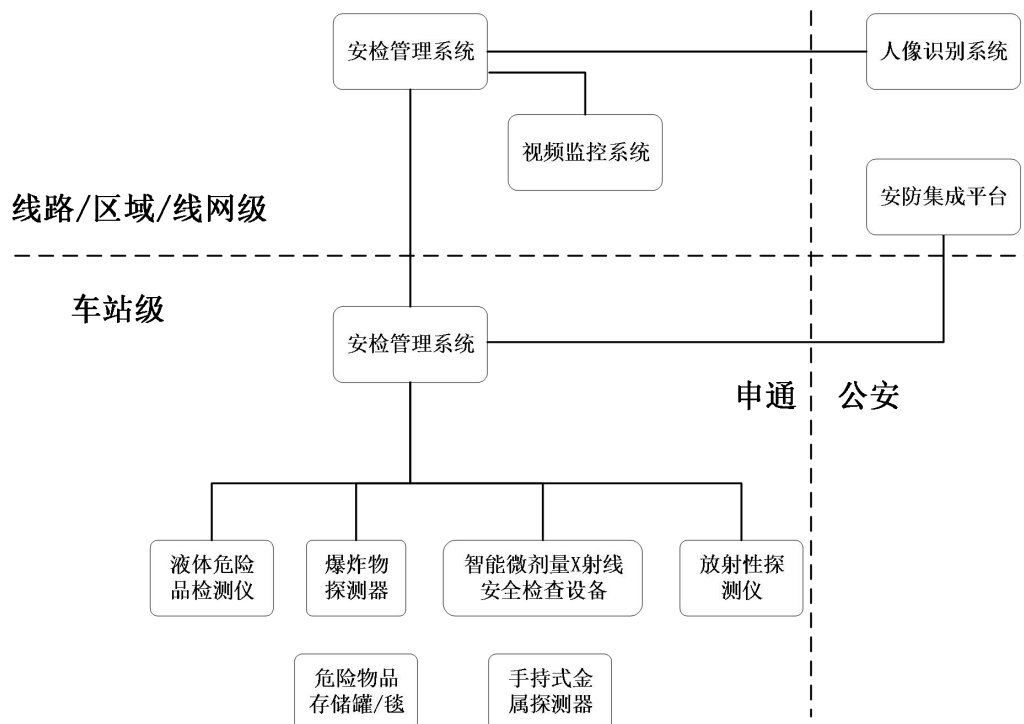 安检管理系统
人像识别系统
视频监控系统
安防集成平台
线路/区域/线网级
车站级
安检管理系统
申通
公安
液体危险
品检测仪
爆炸物
探测器
智能微剂量X射线
安全检查设备
放射性探
测仪
危险物品
存储罐/毯
手持式金
属探测器